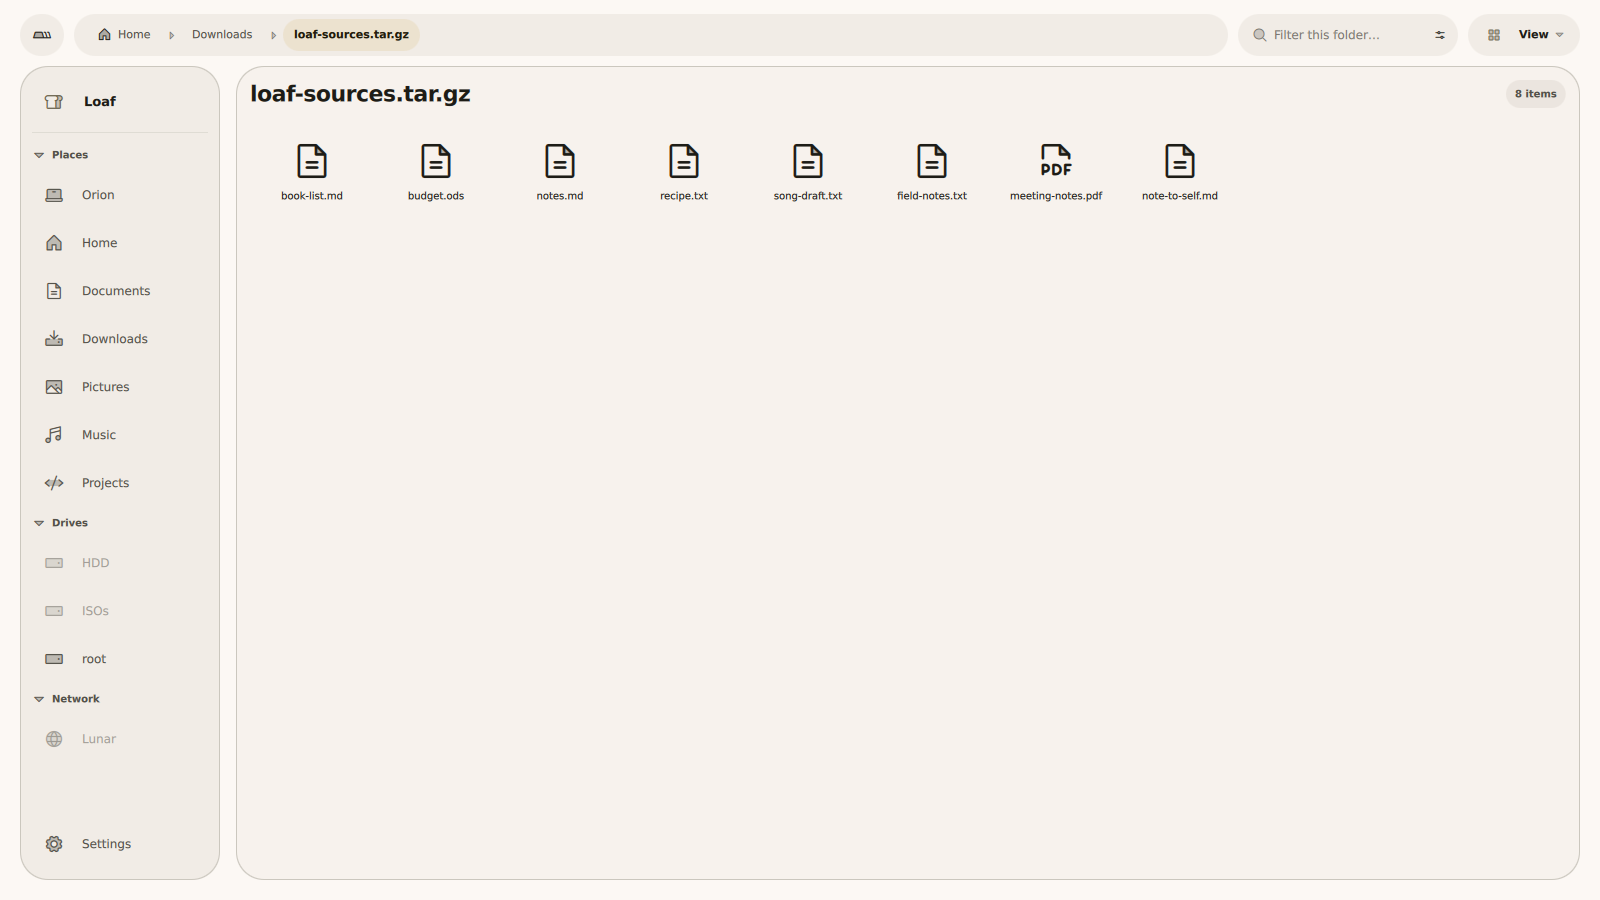 Home
Downloads
loaf-sources.tar.gz
Filter this folder...
View
Loaf
Places
Orion
Home
Documents
Downloads
Pictures
Music
Projects
Drives
HDD
ISOs
root
Network
Lunar
Settings
loaf-sources.tar.gz
8 items
book-list.md
budget.ods
notes.md
recipe.txt
song-draft.txt
field-notes.txt
PDF
meeting-notes.pdf
note-to-self.md